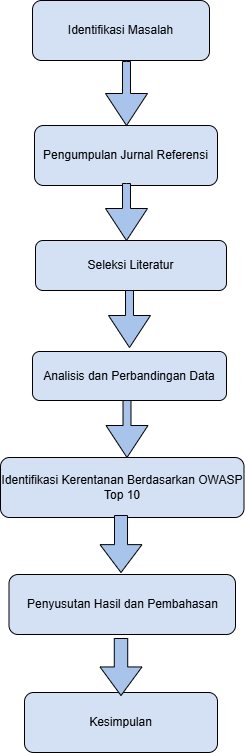 Identifikasi Masalah
Pengumpulan Jurnal Referensi
Seleksi Literatur
Analisis dan Perbandingan Data
Identifikasi Kerentanan Berdasarkan OWASP
Top 10
Penyusutan Hasil dan Pembahasan
Kesimpulan